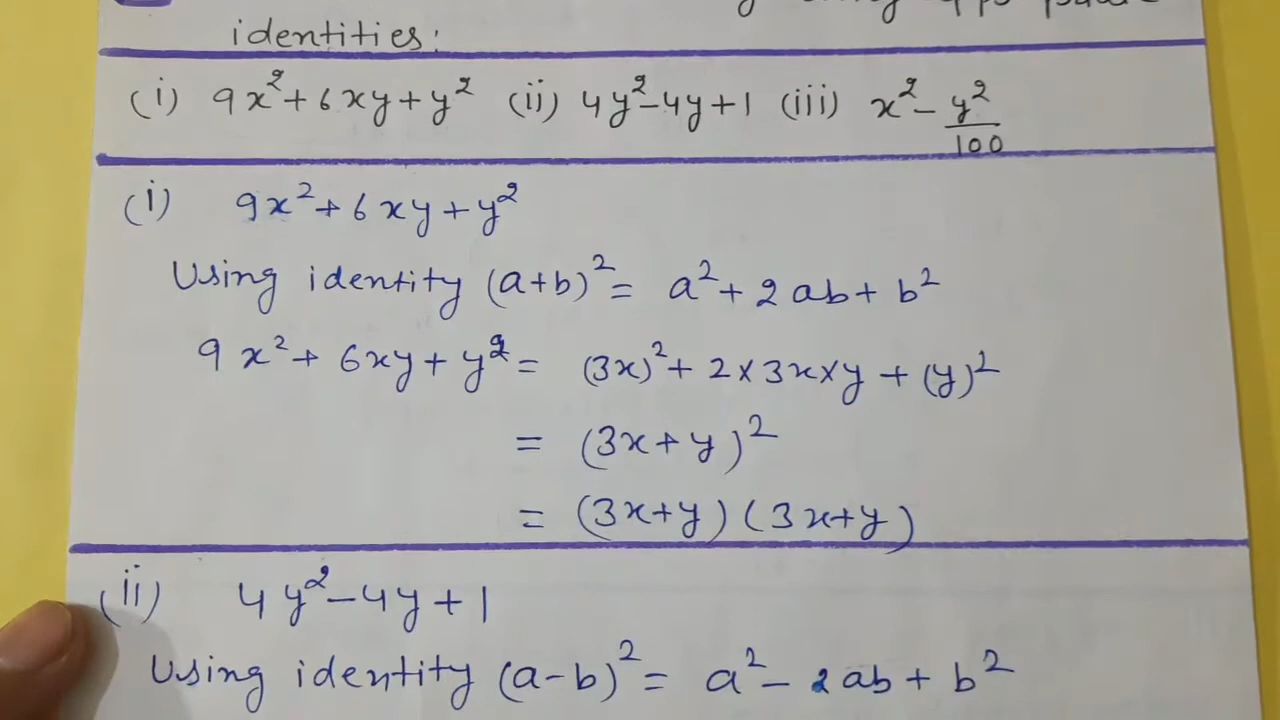 using
identities:
(i) 9x²+6xy+y² (ii) 4y²-4y+1 (iii) x²-y²/100
(i) 9x²+6xy+y²
Using identity (a+b)² = a²+2ab+b²
9x²+6xy+y² = (3x)²+2×3x×y+(y)²
= (3x+y)²
= (3x+y)(3x+y)
(ii) 4y²-4y+1
Using identity (a-b)² = a²-2ab+b²